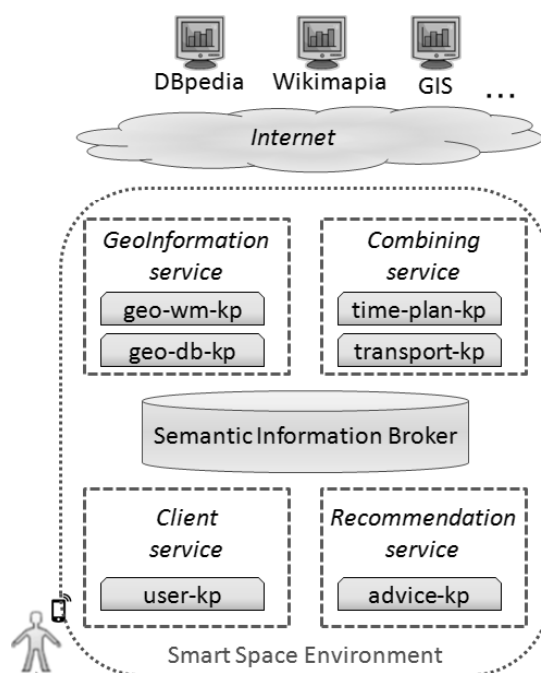 DBpedia
Wikimapia
GIS
...
Internet
GeoInformation
service
geo-wm-kp
geo-db-kp
Combining
service
time-plan-kp
transport-kp
Semantic Information Broker
Client
service
user-kp
Recommendation
service
advice-kp
Smart Space Environment